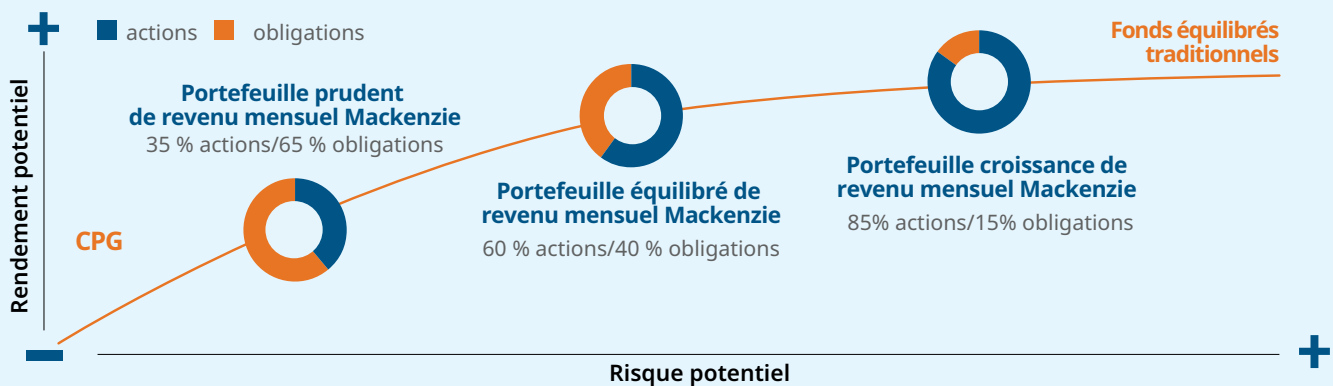 actions
obligations
Fonds équilibrés
traditionnels
Portefeuille prudent
de revenu mensuel Mackenzie
35 % actions/65 % obligations
Portefeuille équilibré de
revenu mensuel Mackenzie
60 % actions/40 % obligations
Portefeuille croissance de
revenu mensuel Mackenzie
85% actions/15% obligations
CPG
Rendement potentiel
Risque potentiel